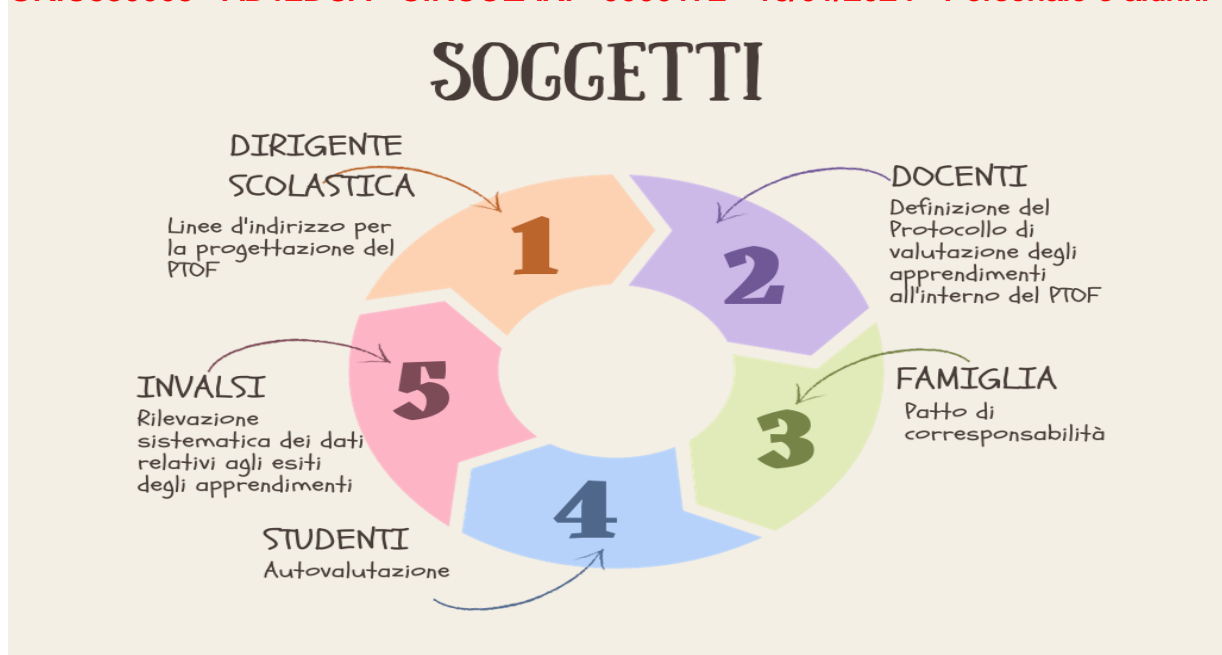 SOGGETTI
DIRIGENTE
SCOLASTICA
Linee d'indirizzo per
la progettazione del
PTOF
1
DOCENTI
Definizione del
Protocollo di
valutazione degli
apprendimenti
all'interno del PTOF
2
FAMIGLIA
Patto di
corresponsabilità
3
STUDENTI
Autovalutazione
4
INVALSI
Rilevazione
sistematica dei dati
relativi agli esiti
degli apprendimenti
5